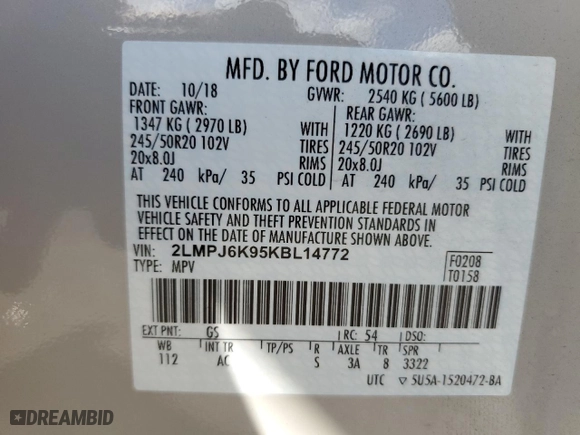 MFD. BY FORD MOTOR CO.
DATE: 10/18 GVWR: 2540 KG ( 5600 LB)
FRONT GAWR: REAR GAWR:
1347 KG ( 2970 LB) WITH 1220 KG ( 2690 LB) WITH
245/50R20 102V TIRES 245/50R20 102V TIRES
20x8.0J RIMS 20x8.0J RIMS
AT 240 kPa/ 35 PSI COLD AT 240 kPa/ 35 PSI COLD
THIS VEHICLE CONFORMS TO ALL APPLICABLE FEDERAL MOTOR
VEHICLE SAFETY AND THEFT PREVENTION STANDARDS IN
EFFECT ON THE DATE OF MANUFACTURE SHOWN ABOVE.
VIN: 2LMPJ6K95KBL14772 F0208
TYPE: MPV T0158
EXT PNT: GS RC: 54 DSO:
WB INT TR TP/PS R AXLE TR SPR
112 AC S 3A 8 3322
UTC ▽ 5U5A-1520472-BA
DREAMBID